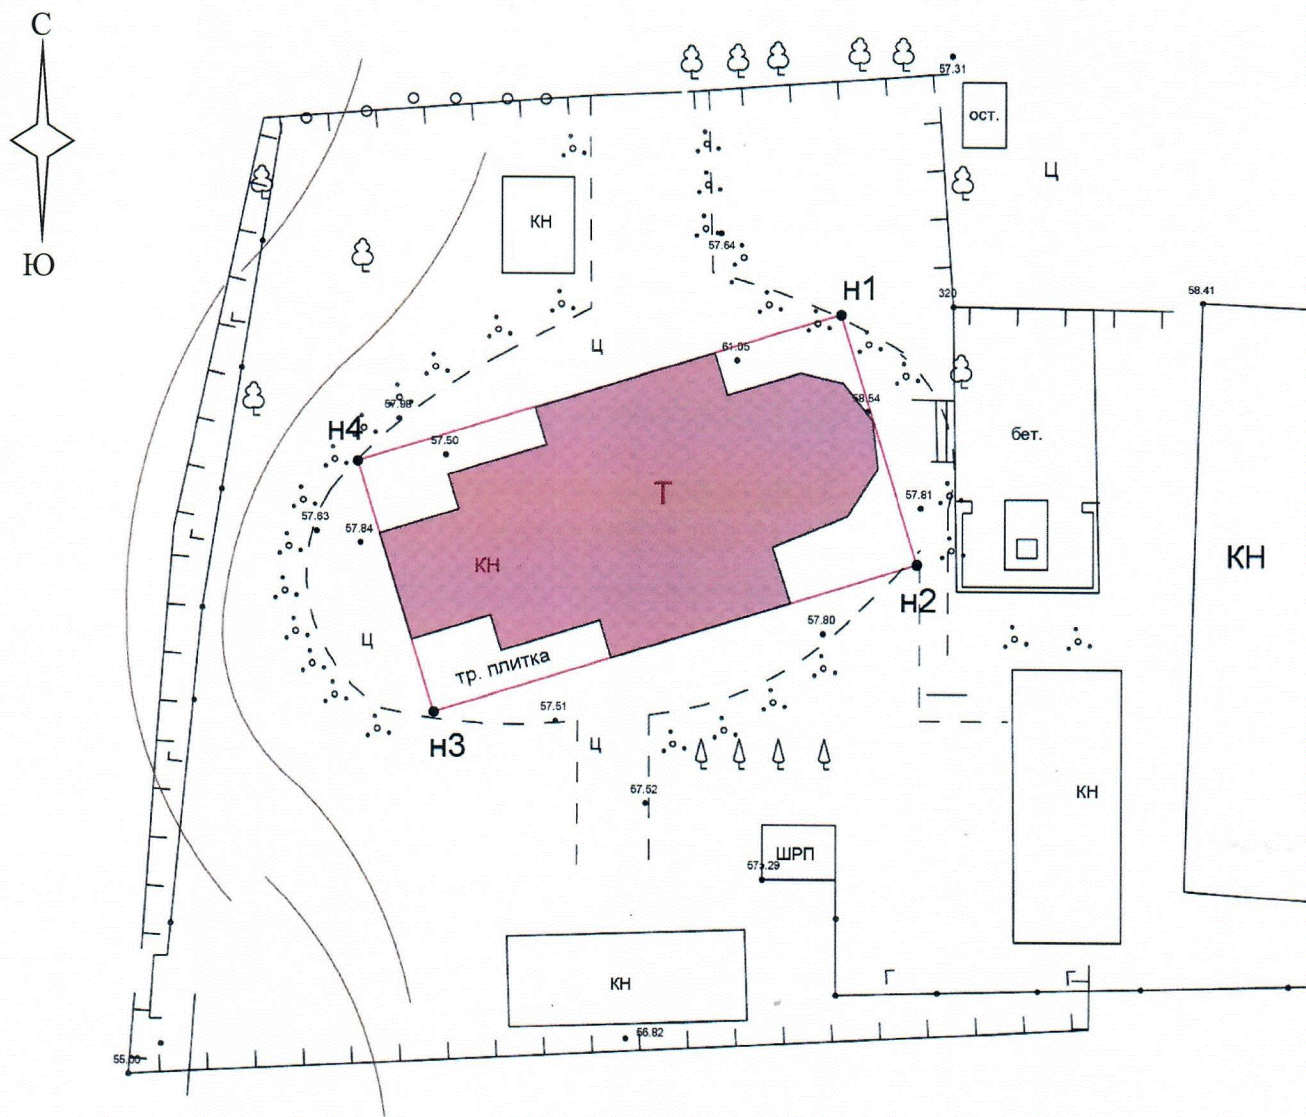 С
57.31
ост.
Ц
КН
57.64
Ю
н1
320
58.41
ц
61.05
57.98
58.54
н4
57.50
бет.
Т
57.63
57.81
57.84
КН
КН
н2
57.80
ц
тр. плитка
57.51
н3
ц
57.52
КН
ШРП
575.29
КН
Г
Г
56.82
55.00
Г
Г
Г